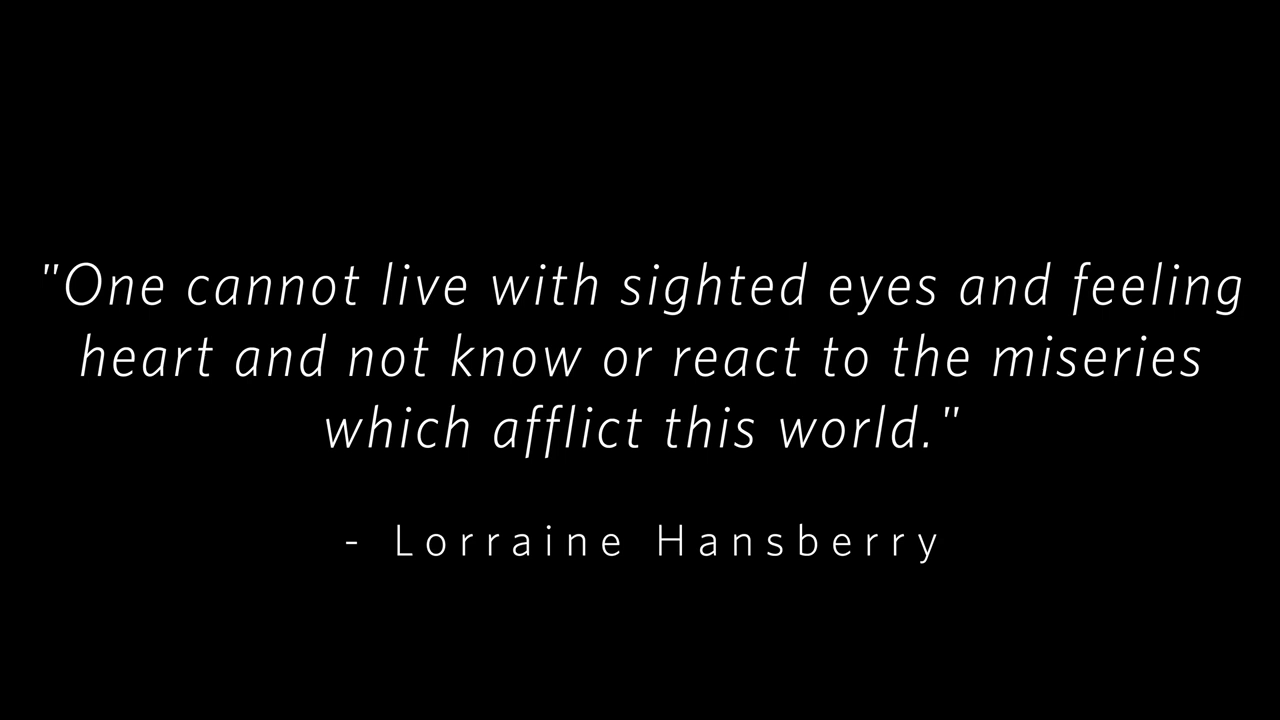 "One cannot live with sighted eyes and feeling
heart and not know or react to the miseries
which afflict this world."
- Lorraine Hansberry